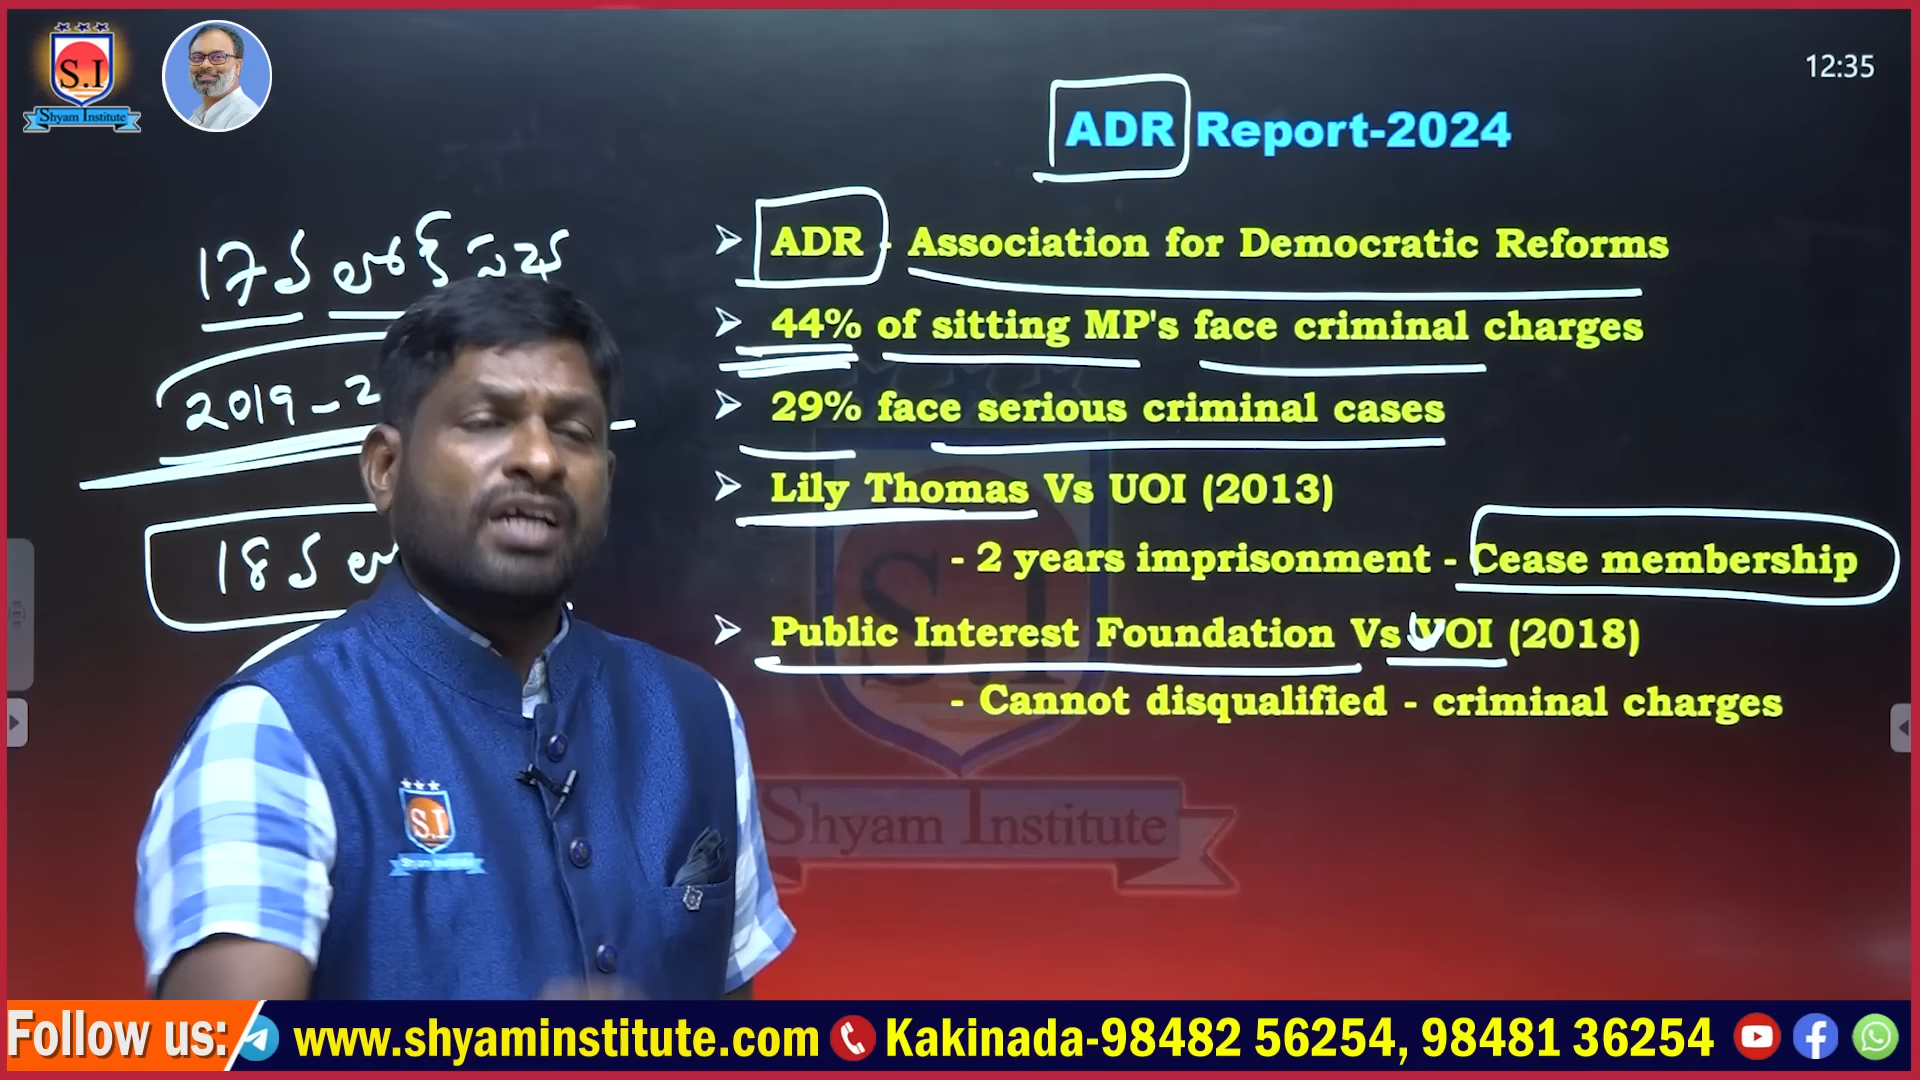 S.I
Shyam Institute
12:35
ADR Report-2024
17వ లోక్ సభ
2019-2
18వ లో
➢ ADR - Association for Democratic Reforms
➢ 44% of sitting MP's face criminal charges
➢ 29% face serious criminal cases
➢ Lily Thomas Vs UOI (2013)
- 2 years imprisonment - Cease membership
➢ Public Interest Foundation Vs UOI (2018)
- Cannot disqualified - criminal charges
S.I
Shyam Institute
S.I
Shyam Institute
Follow us: www.shyaminstitute.com Kakinada-98482 56254, 98481 36254